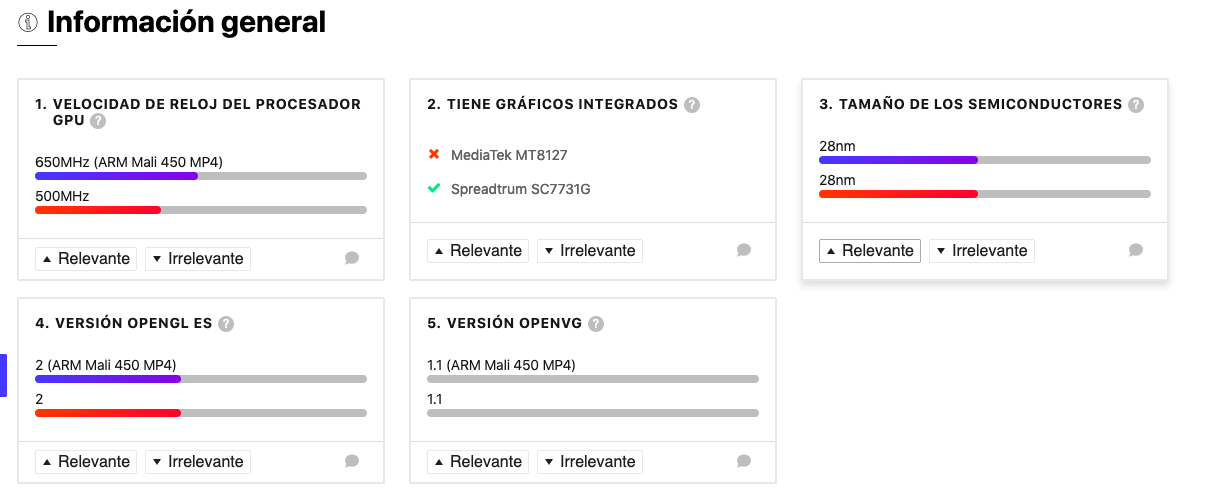 Información general
1. VELOCIDAD DE RELOJ DEL PROCESADOR
GPU ?
650MHz (ARM Mali 450 MP4)
500MHz
Relevante Irrelevante
2. TIENE GRÁFICOS INTEGRADOS ?
MediaTek MT8127
Spreadtrum SC7731G
Relevante Irrelevante
3. TAMAÑO DE LOS SEMICONDUCTORES ?
28nm
28nm
Relevante Irrelevante
4. VERSIÓN OPENGL ES ?
2 (ARM Mali 450 MP4)
2
Relevante Irrelevante
5. VERSIÓN OPENVG ?
1.1 (ARM Mali 450 MP4)
1.1
Relevante Irrelevante